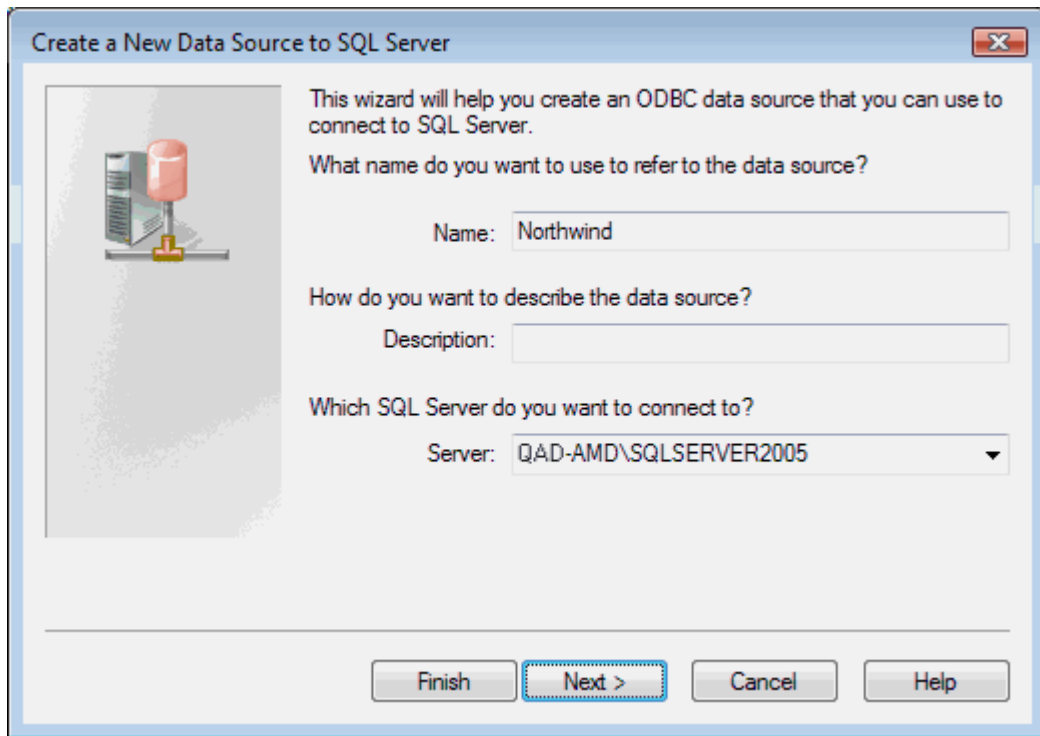 Create a New Data Source to SQL Server
This wizard will help you create an ODBC data source that you can use to
connect to SQL Server.
What name do you want to use to refer to the data source?
Name: Northwind
How do you want to describe the data source?
Description:
Which SQL Server do you want to connect to?
Server: QAD-AMD\SQLSERVER2005
Finish Next > Cancel Help